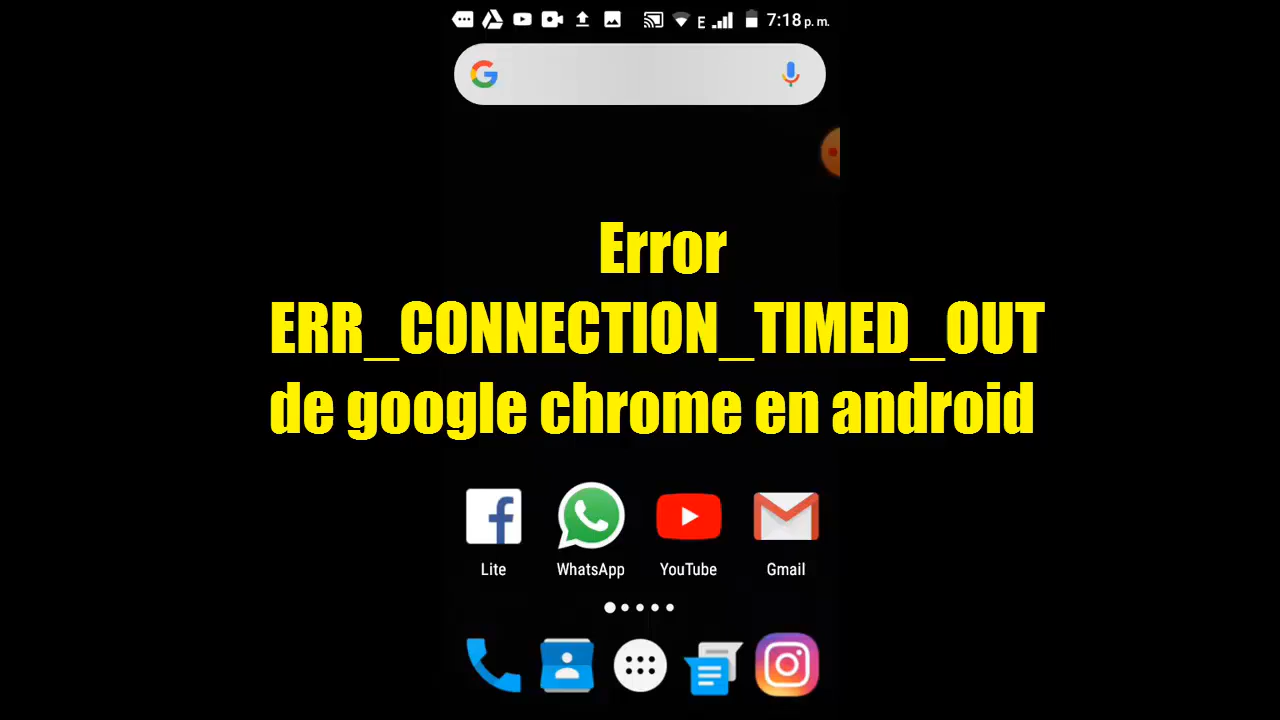 E 7:18 p. m.
G
Error
ERR_CONNECTION_TIMED_OUT
de google chrome en android
Lite
WhatsApp
YouTube
Gmail